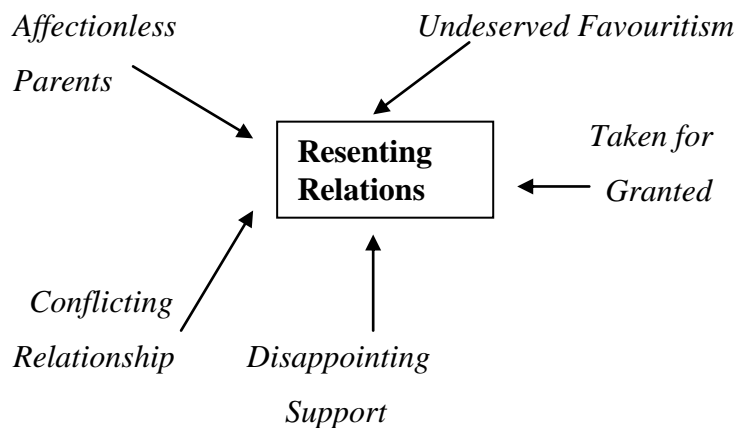 Affectionless
Parents
Undeserved Favouritism
Resenting
Relations
Taken for
Granted
Conflicting
Relationship
Disappointing
Support